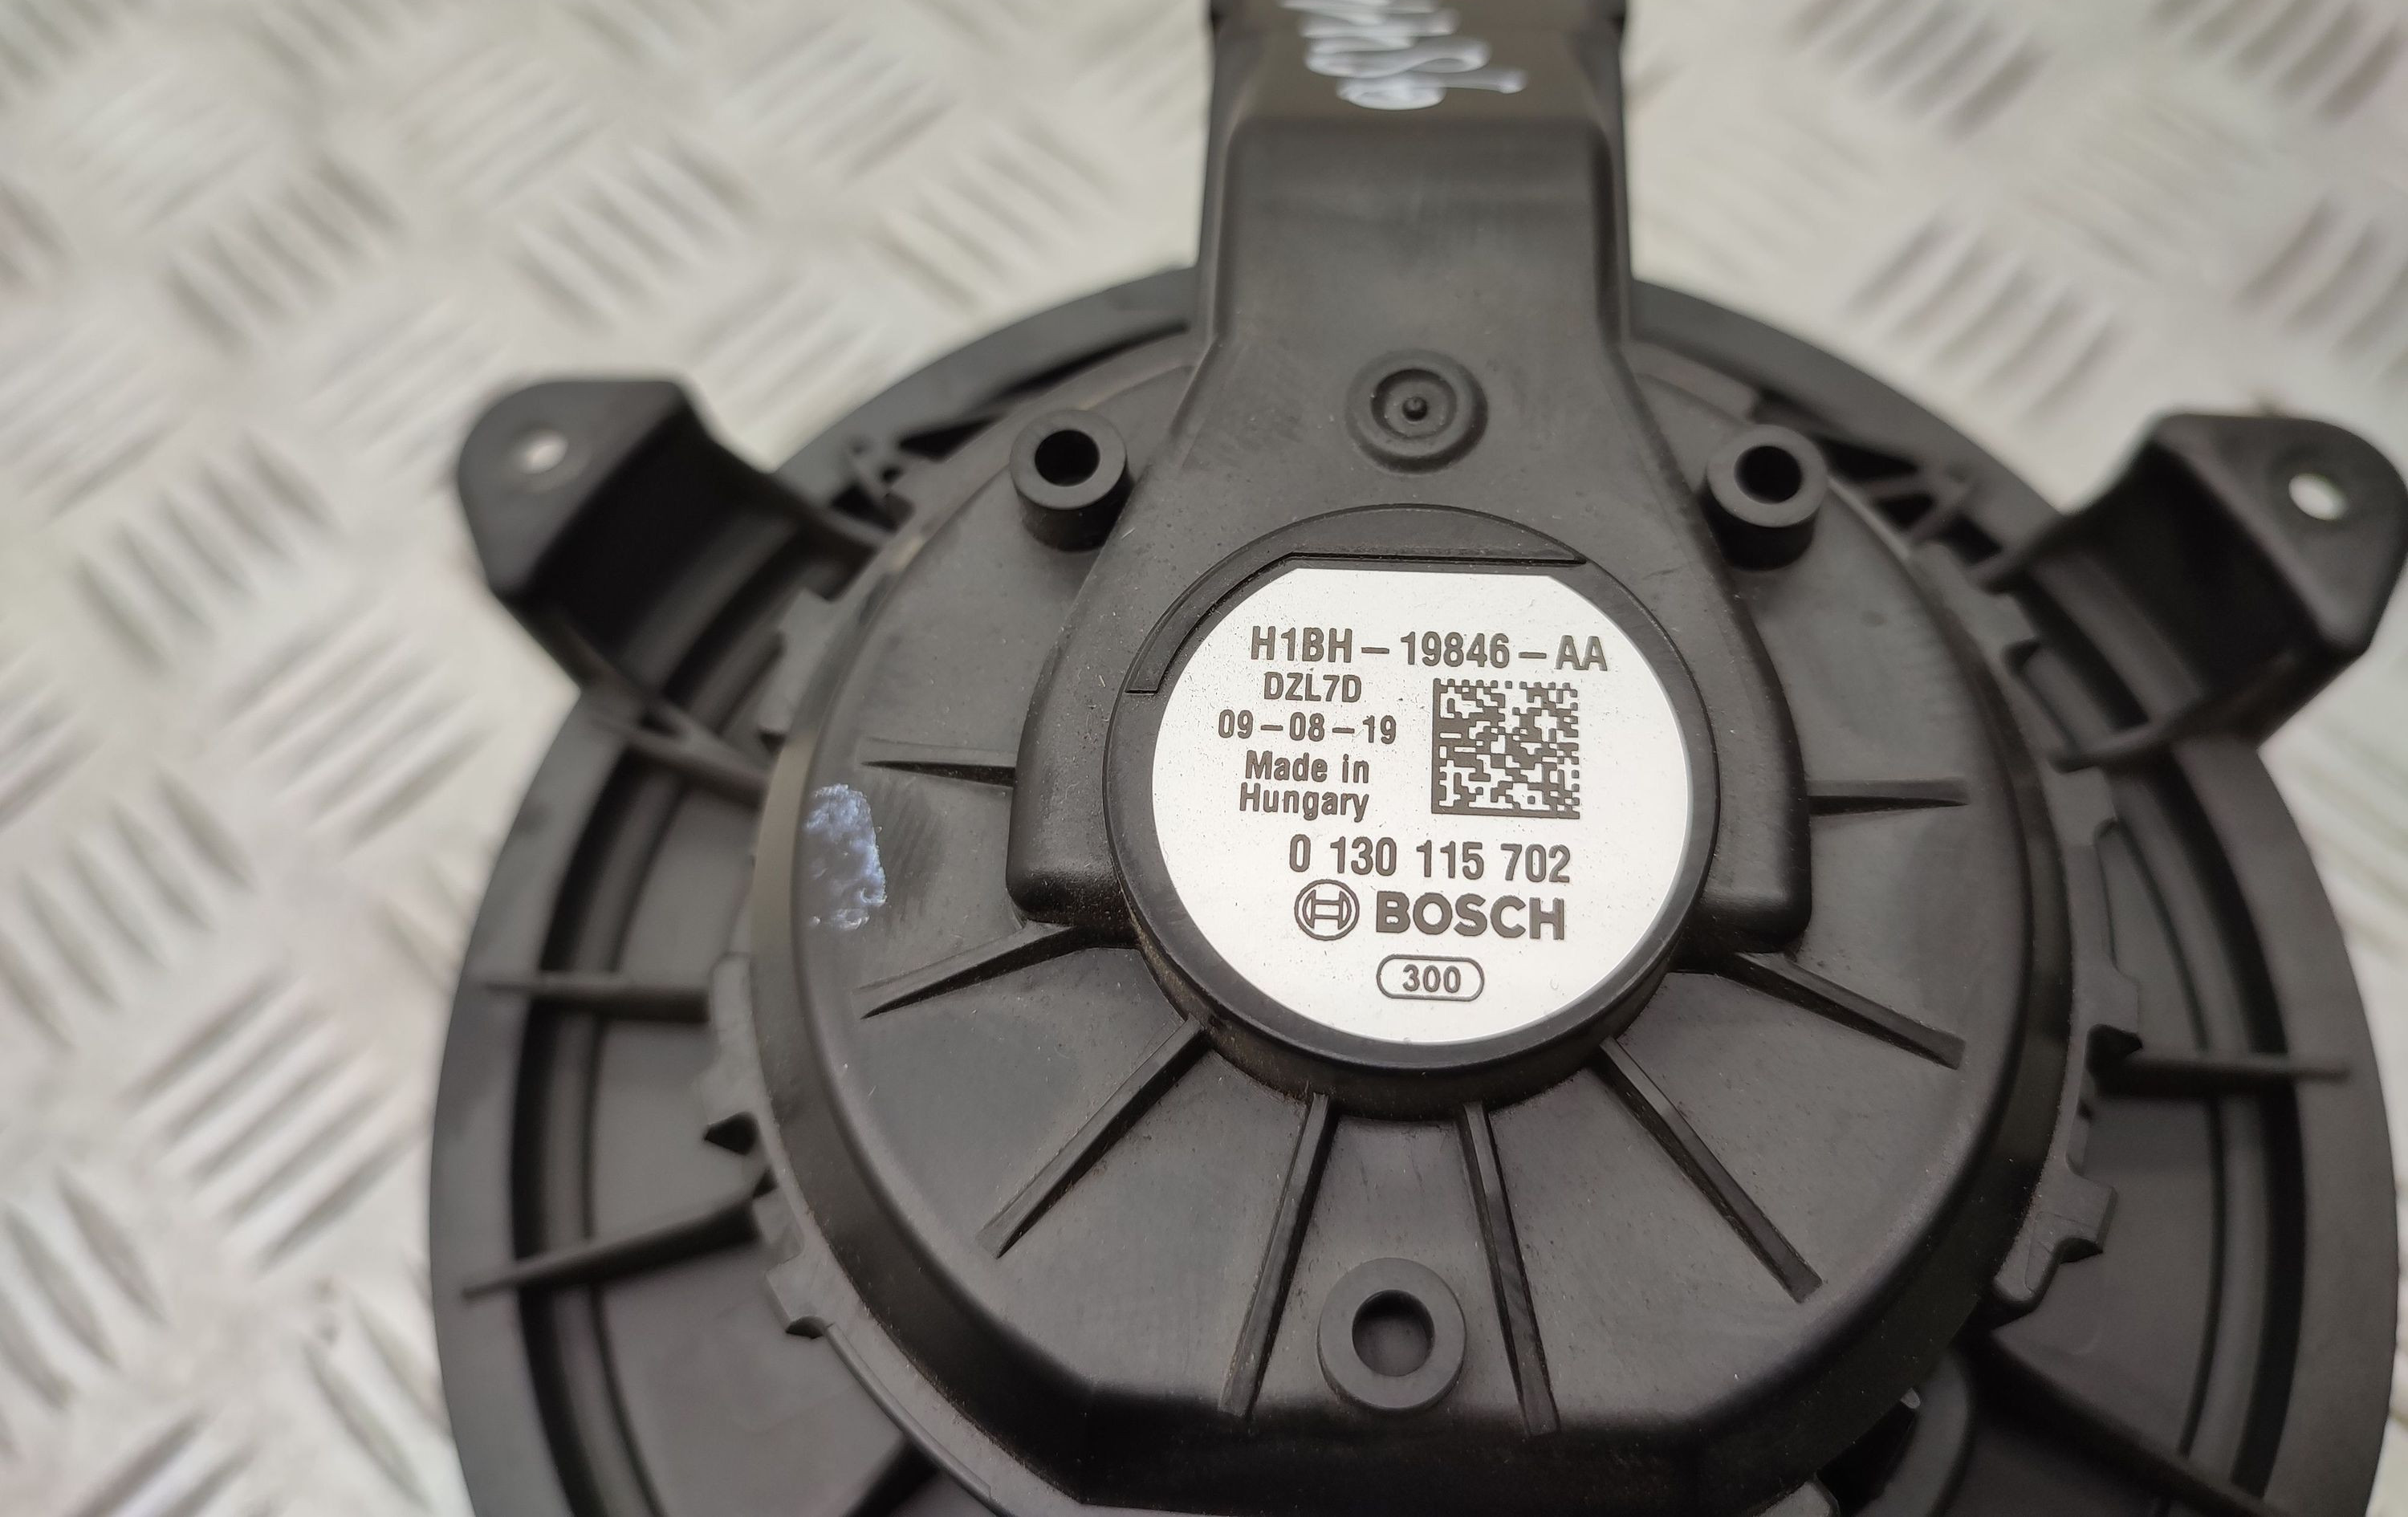 H1BH-19846-AA
DZL7D
09-08-19
Made in
Hungary
0 130 115 702
BOSCH
300